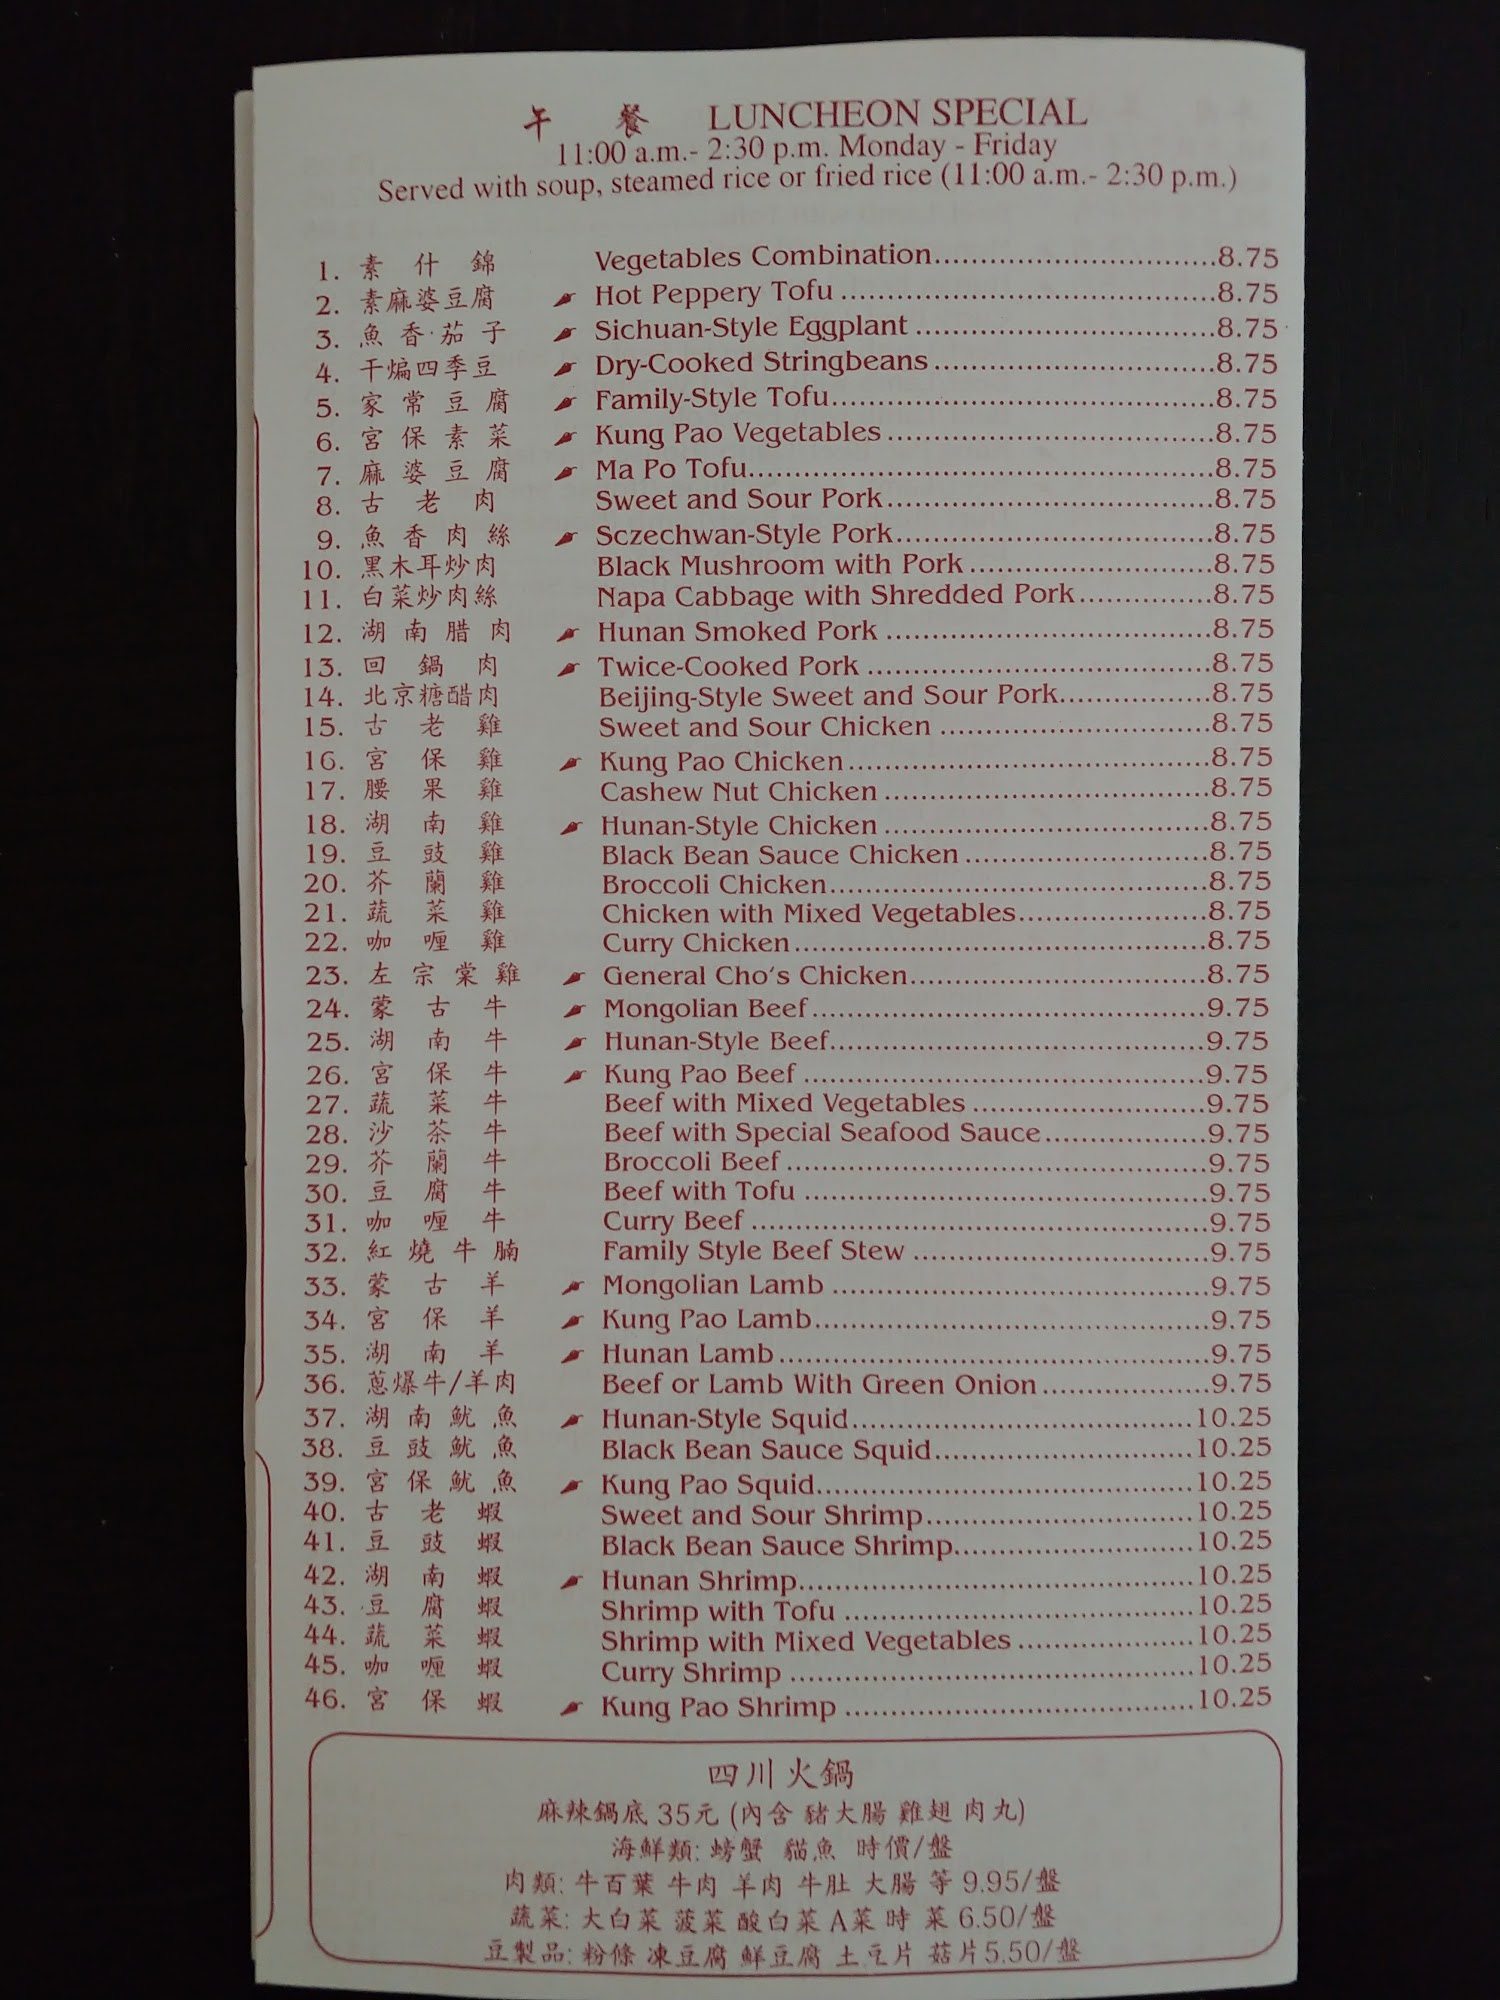 午 餐 LUNCHEON SPECIAL
11:00 a.m.- 2:30 p.m. Monday - Friday
Served with soup, steamed rice or fried rice (11:00 a.m.- 2:30 p.m.)
1. 素什錦 Vegetables Combination 8.75
2. 素麻婆豆腐 Hot Peppery Tofu 8.75
3. 魚香茄子 Sichuan-Style Eggplant 8.75
4. 干煸四季豆 Dry-Cooked Stringbeans 8.75
5. 家常豆腐 Family-Style Tofu 8.75
6. 宮保素菜 Kung Pao Vegetables 8.75
7. 麻婆豆腐 Ma Po Tofu 8.75
8. 古老肉 Sweet and Sour Pork 8.75
9. 魚香肉絲 Sczechwan-Style Pork 8.75
10. 黑木耳炒肉 Black Mushroom with Pork 8.75
11. 白菜炒肉絲 Napa Cabbage with Shredded Pork 8.75
12. 湖南腊肉 Hunan Smoked Pork 8.75
13. 回鍋肉 Twice-Cooked Pork 8.75
14. 北京糖醋肉 Beijing-Style Sweet and Sour Pork 8.75
15. 古老雞 Sweet and Sour Chicken 8.75
16. 宮保雞 Kung Pao Chicken 8.75
17. 腰果雞 Cashew Nut Chicken 8.75
18. 湖南雞 Hunan-Style Chicken 8.75
19. 豆豉雞 Black Bean Sauce Chicken 8.75
20. 芥蘭雞 Broccoli Chicken 8.75
21. 蔬菜雞 Chicken with Mixed Vegetables 8.75
22. 咖喱雞 Curry Chicken 8.75
23. 左宗棠雞 General Cho's Chicken 8.75
24. 蒙古牛 Mongolian Beef 9.75
25. 湖南牛 Hunan-Style Beef 9.75
26. 宮保牛 Kung Pao Beef 9.75
27. 蔬菜牛 Beef with Mixed Vegetables 9.75
28. 沙茶牛 Beef with Special Seafood Sauce 9.75
29. 芥蘭牛 Broccoli Beef 9.75
30. 豆腐牛 Beef with Tofu 9.75
31. 咖喱牛 Curry Beef 9.75
32. 紅燒牛腩 Family Style Beef Stew 9.75
33. 蒙古羊 Mongolian Lamb 9.75
34. 宮保羊 Kung Pao Lamb 9.75
35. 湖南羊 Hunan Lamb 9.75
36. 蔥爆牛/羊肉 Beef or Lamb With Green Onion 9.75
37. 湖南魷魚 Hunan-Style Squid 10.25
38. 豆豉魷魚 Black Bean Sauce Squid 10.25
39. 宮保魷魚 Kung Pao Squid 10.25
40. 古老蝦 Sweet and Sour Shrimp 10.25
41. 豆豉蝦 Black Bean Sauce Shrimp 10.25
42. 湖南蝦 Hunan Shrimp 10.25
43. 豆腐蝦 Shrimp with Tofu 10.25
44. 蔬菜蝦 Shrimp with Mixed Vegetables 10.25
45. 咖喱蝦 Curry Shrimp 10.25
46. 宮保蝦 Kung Pao Shrimp 10.25
四川火鍋
麻辣鍋底 35元 (內含 豬大腸 雞翅 肉丸)
海鮮類: 螃蟹 貓魚 時價/盤
肉類: 牛百葉 牛肉 羊肉 牛肚 大腸 等 9.95/盤
蔬菜: 大白菜 菠菜 酸白菜 A菜 時菜 6.50/盤
豆製品: 粉條 凍豆腐 鮮豆腐 土豆片 菇片 5.50/盤